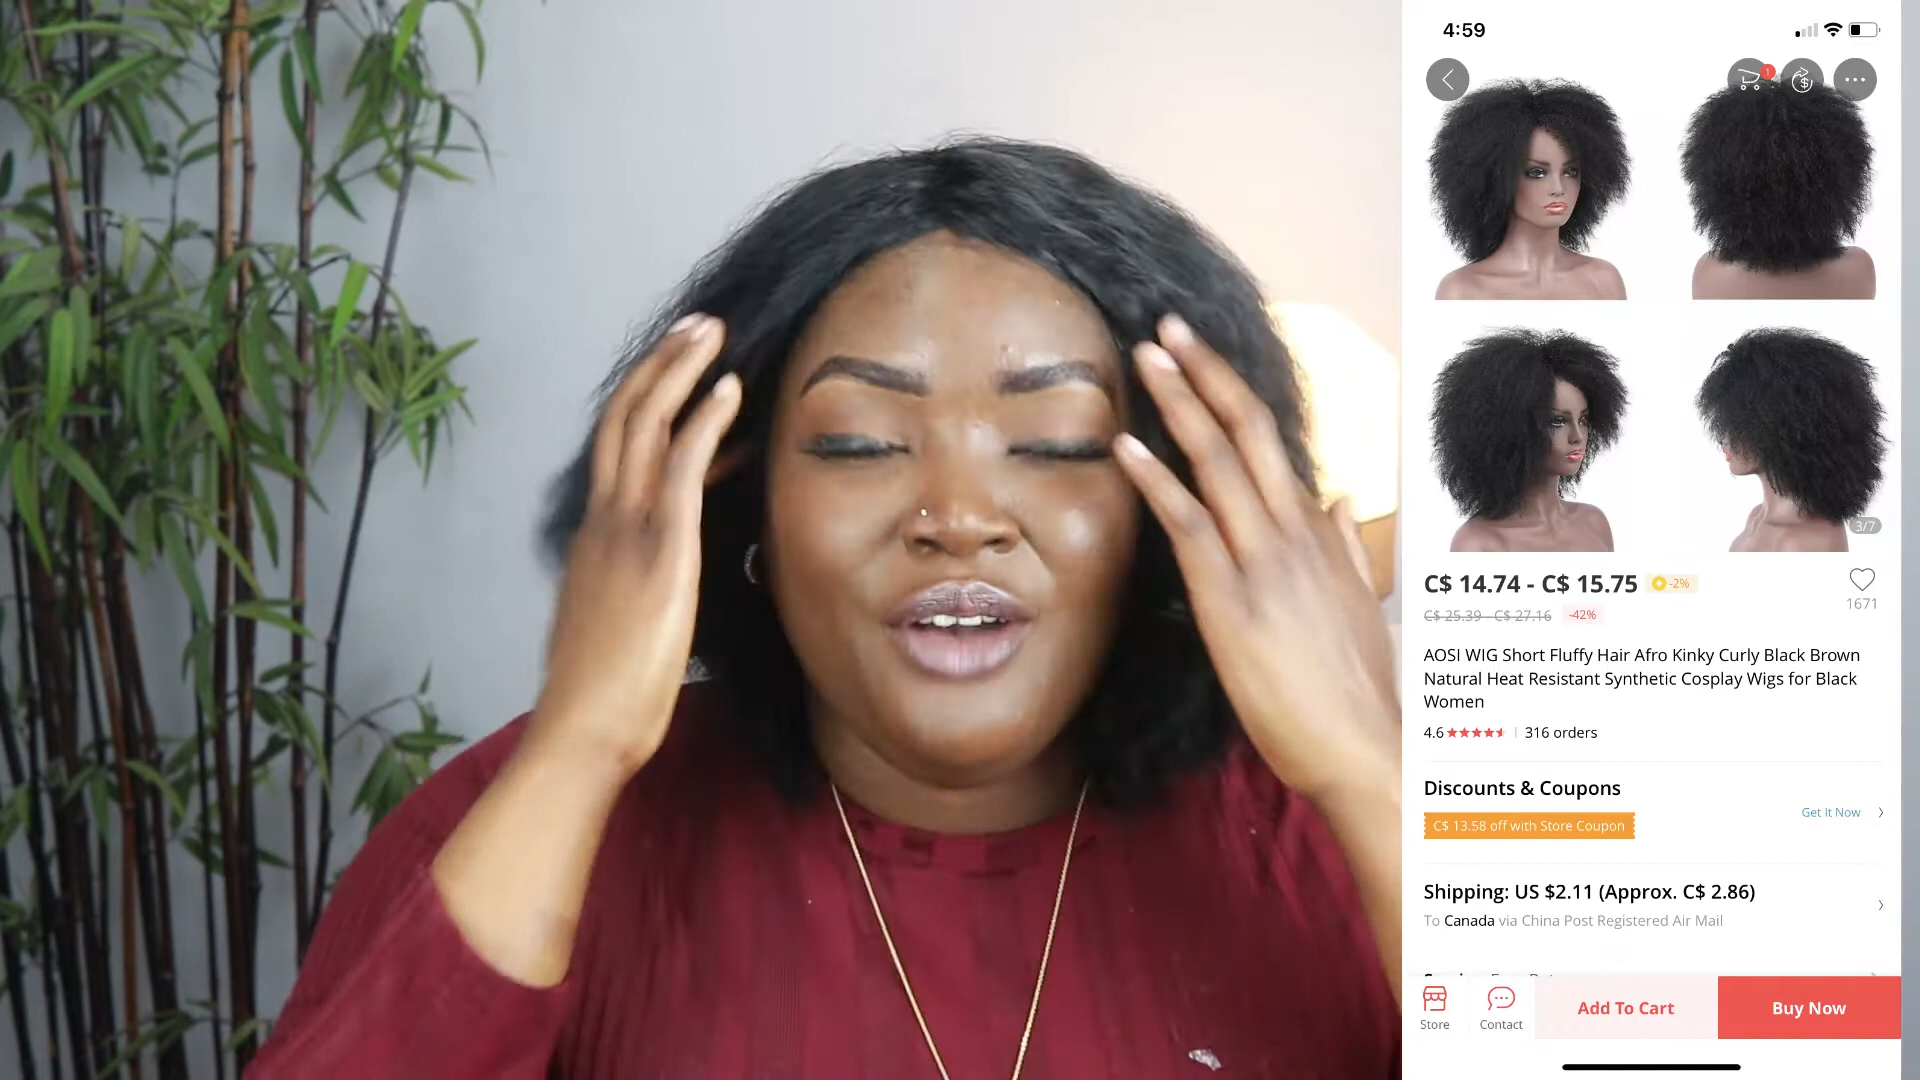 4:59
1
3/7
C$ 14.74 - C$ 15.75 -2%
C$ 25.39 - C$ 27.16 -42%
1671
AOSI WIG Short Fluffy Hair Afro Kinky Curly Black Brown
Natural Heat Resistant Synthetic Cosplay Wigs for Black
Women
4.6 316 orders
Discounts & Coupons
C$ 13.58 off with Store Coupon
Get It Now
Shipping: US $2.11 (Approx. C$ 2.86)
To Canada via China Post Registered Air Mail
Store
Contact
Add To Cart
Buy Now